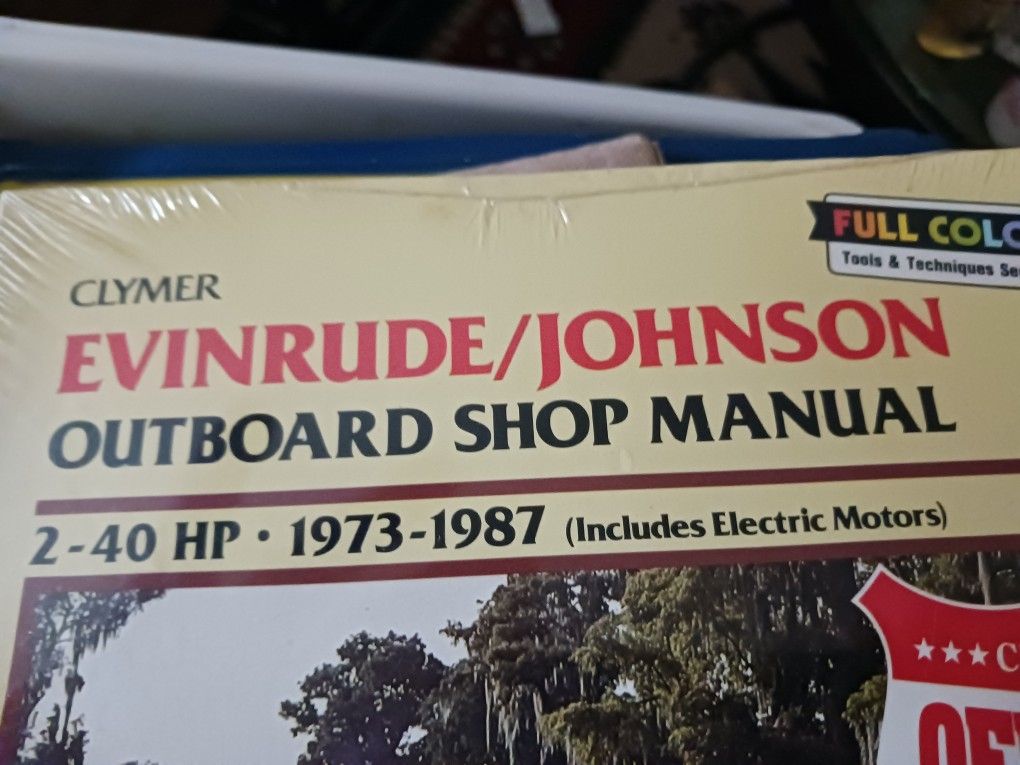 FULL COLO
Tools & Techniques Se
CLYMER
EVINRUDE/JOHNSON
OUTBOARD SHOP MANUAL
2-40 HP • 1973-1987 (Includes Electric Motors)